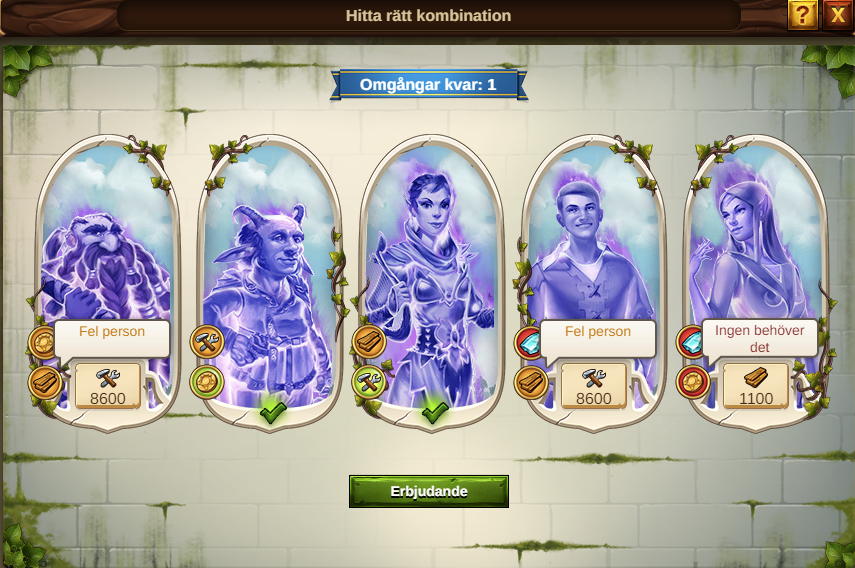 Hitta rätt kombination
?
X
Omgångar kvar: 1
Fel person
8600
Fel person
8600
Ingen behöver
det
1100
Erbjudande